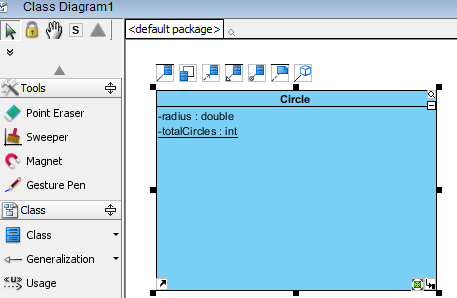 Class Diagram1
S
<default package>
Tools
Point Eraser
Sweeper
Magnet
Gesture Pen
Class
Class
Generalization
«U» Usage
Circle
-radius : double
-totalCircles : int